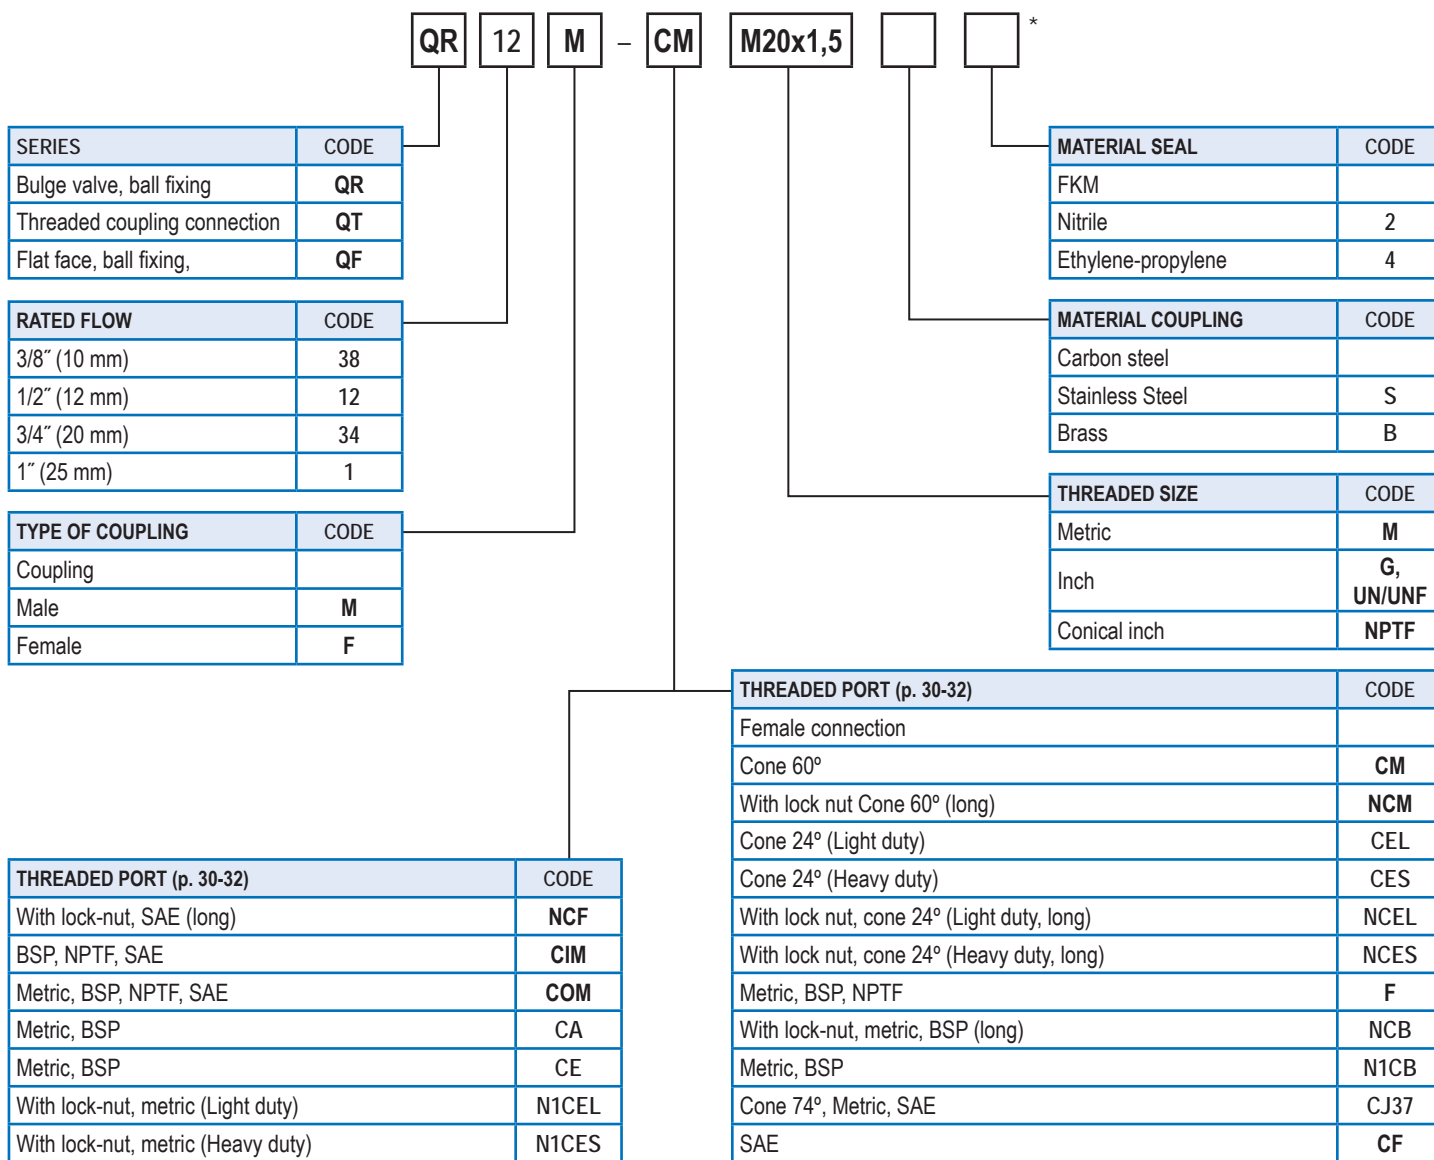 QR 12 M – CM M20x1,5 *
SERIES CODE
Bulge valve, ball fixing QR
Threaded coupling connection QT
Flat face, ball fixing, QF
RATED FLOW CODE
3/8˝ (10 mm) 38
1/2” (12 mm) 12
3/4˝ (20 mm) 34
1˝ (25 mm) 1
TYPE OF COUPLING CODE
Coupling
Male M
Female F
MATERIAL SEAL CODE
FKM
Nitrile 2
Ethylene-propylene 4
MATERIAL COUPLING CODE
Carbon steel
Stainless Steel S
Brass B
THREADED SIZE CODE
Metric M
Inch G,
UN/UNF
Conical inch NPTF
THREADED PORT (p. 30-32) CODE
With lock-nut, SAE (long) NCF
BSP, NPTF, SAE CIM
Metric, BSP, NPTF, SAE COM
Metric, BSP CA
Metric, BSP CE
With lock-nut, metric (Light duty) N1CEL
With lock-nut, metric (Heavy duty) N1CES
THREADED PORT (p. 30-32) CODE
Female connection
Cone 60º CM
With lock nut Cone 60º (long) NCM
Cone 24º (Light duty) CEL
Cone 24º (Heavy duty) CES
With lock nut, cone 24º (Light duty, long) NCEL
With lock nut, cone 24º (Heavy duty, long) NCES
Metric, BSP, NPTF F
With lock-nut, metric, BSP (long) NCB
Metric, BSP N1CB
Cone 74º, Metric, SAE CJ37
SAE CF